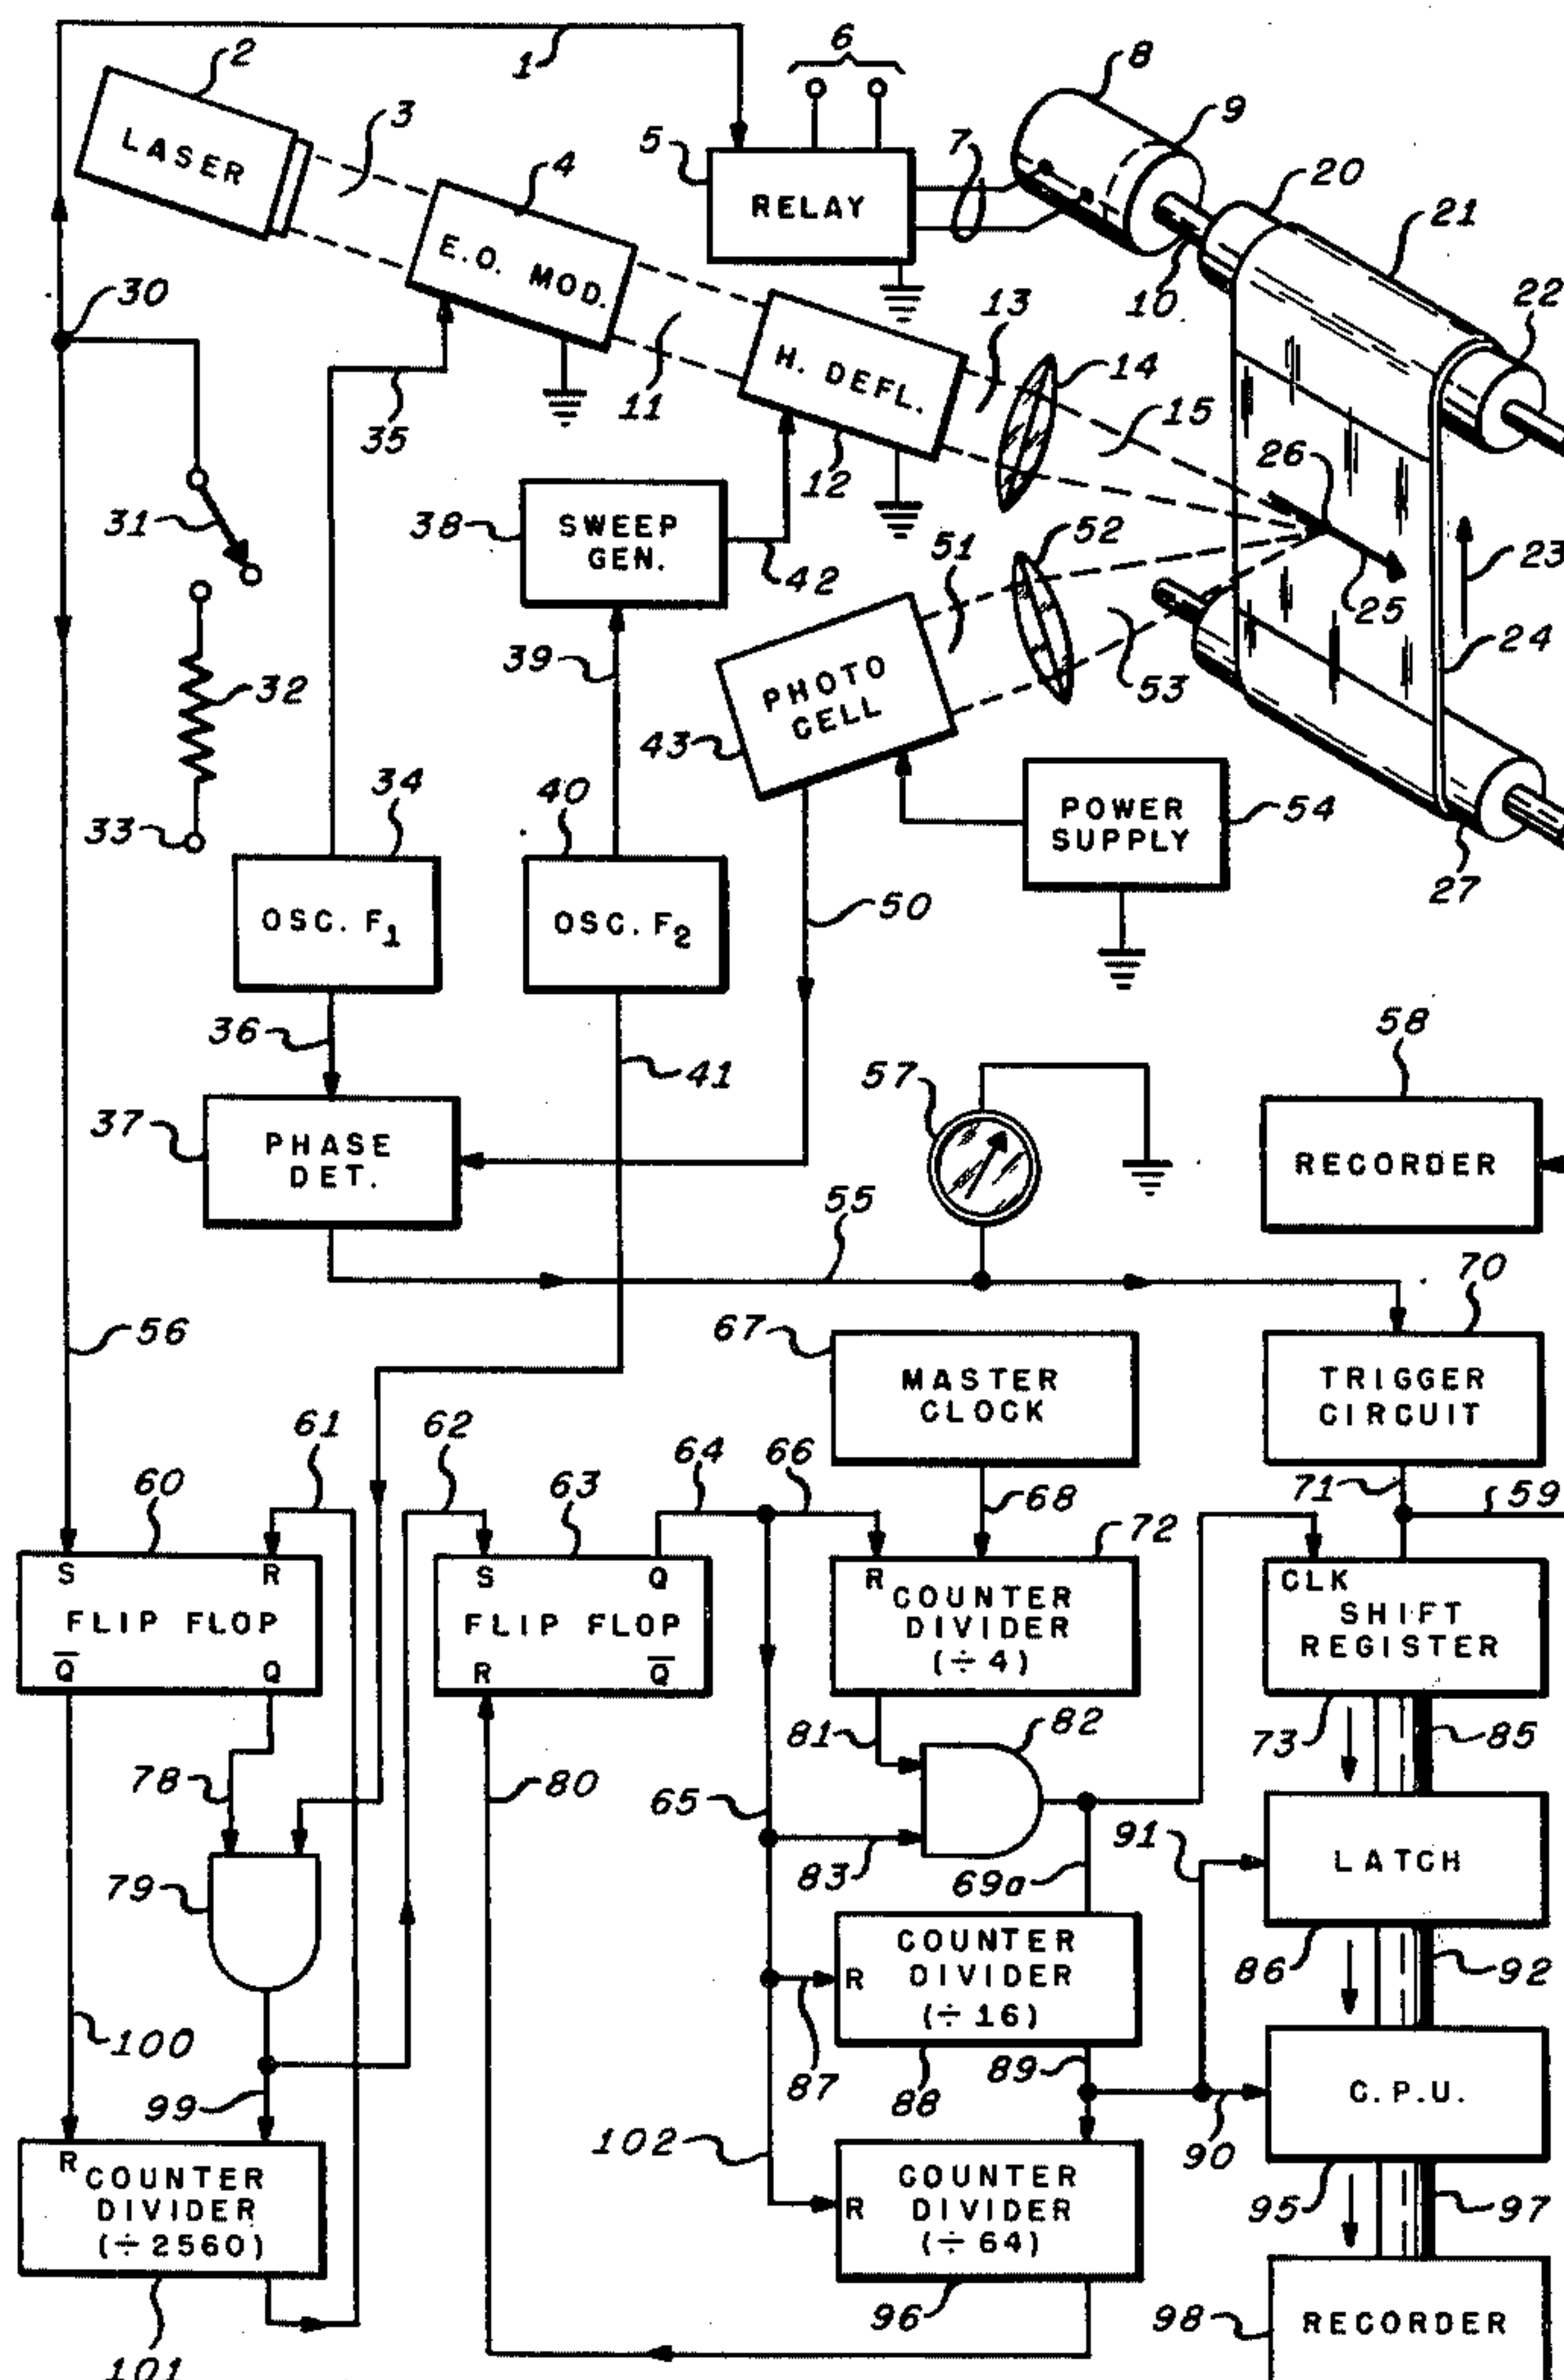 1
2
LASER
3
4
E.O. MOD.
5
RELAY
6
7
8
9
10
20
21
22
30
35
11
H. DEFL.
12
13
14
15
26
25
23
24
31
38
SWEEP
GEN.
42
51
52
53
39
32
33
43
PHOTO
CELL
34
40
POWER
SUPPLY
54
27
OSC. F1
OSC. F2
50
36
41
57
58
37
PHASE
DET.
RECORDER
55
56
67
MASTER
CLOCK
70
TRIGGER
CIRCUIT
61
62
64
66
68
71
59
60
63
72
S
R
FLIP FLOP
Q̅
Q
S
Q
FLIP FLOP
R
Q̅
R
COUNTER
DIVIDER
(÷4)
CLK
SHIFT
REGISTER
81
82
73
85
78
80
65
83
69a
91
LATCH
79
87
R
COUNTER
DIVIDER
(÷16)
88
89
86
92
100
99
102
90
C.P.U.
R
COUNTER
DIVIDER
(÷2560)
101
R
COUNTER
DIVIDER
(÷64)
96
95
97
98
RECORDER